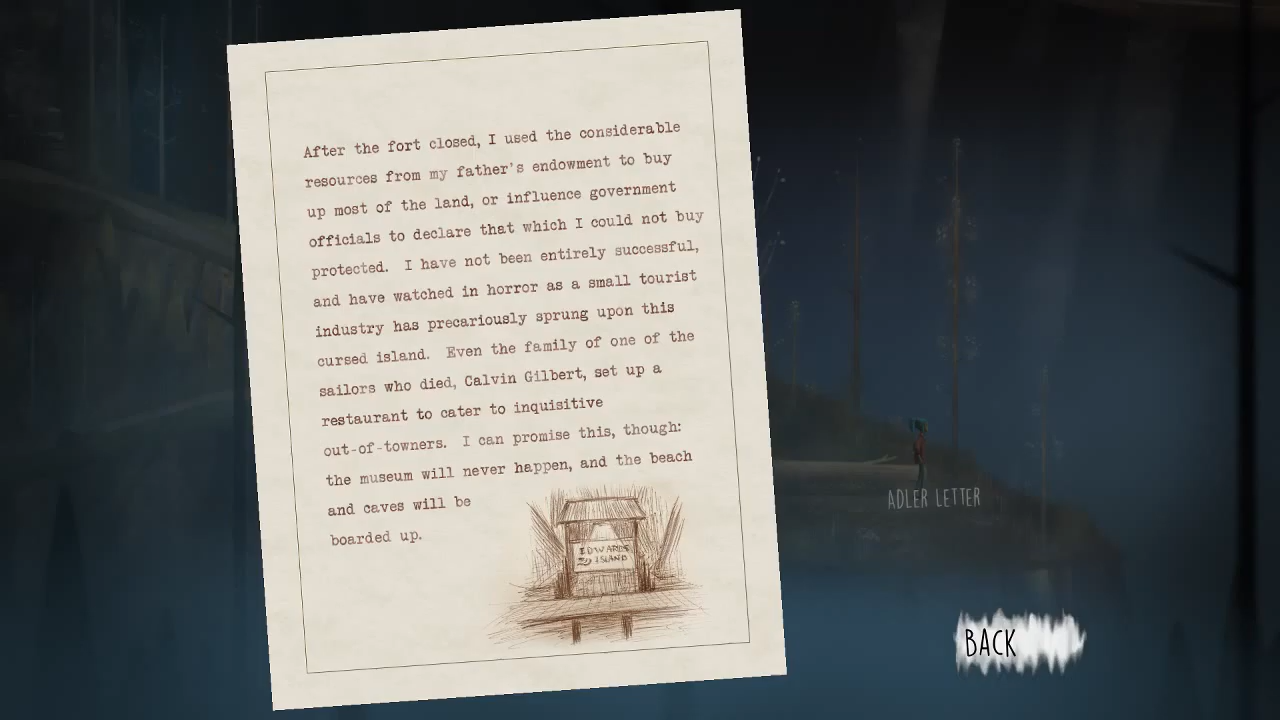 After the fort closed, I used the considerable
resources from my father's endowment to buy
up most of the land, or influence government
officials to declare that which I could not buy
protected.  I have not been entirely successful,
and have watched in horror as a small tourist
industry has precariously sprung upon this
cursed island.  Even the family of one of the
sailors who died, Calvin Gilbert, set up a
restaurant to cater to inquisitive
out-of-towners.  I can promise this, though:
the museum will never happen, and the beach
and caves will be
boarded up.
EDWARDS
ISLAND
ADLER LETTER
BACK